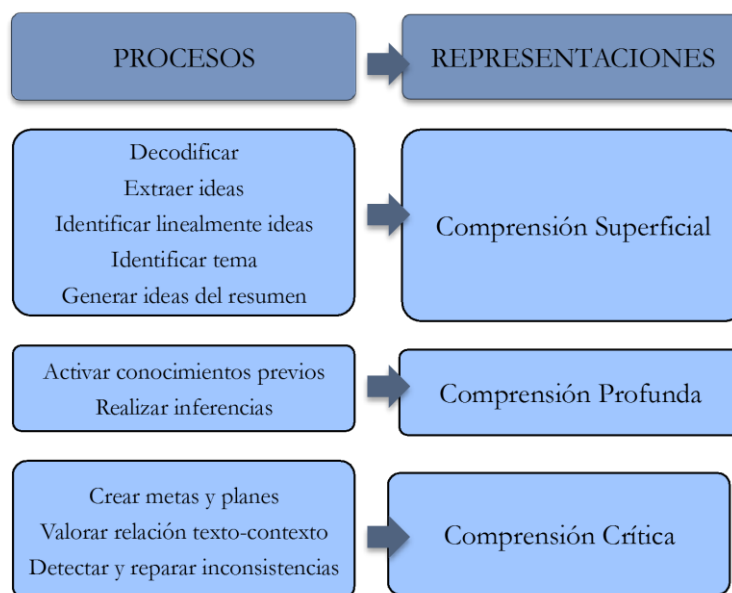 PROCESOS
REPRESENTACIONES
Decodificar
Extraer ideas
Identificar linealmente ideas
Identificar tema
Generar ideas del resumen
Comprensión Superficial
Activar conocimientos previos
Realizar inferencias
Comprensión Profunda
Crear metas y planes
Valorar relación texto-contexto
Detectar y reparar inconsistencias
Comprensión Crítica